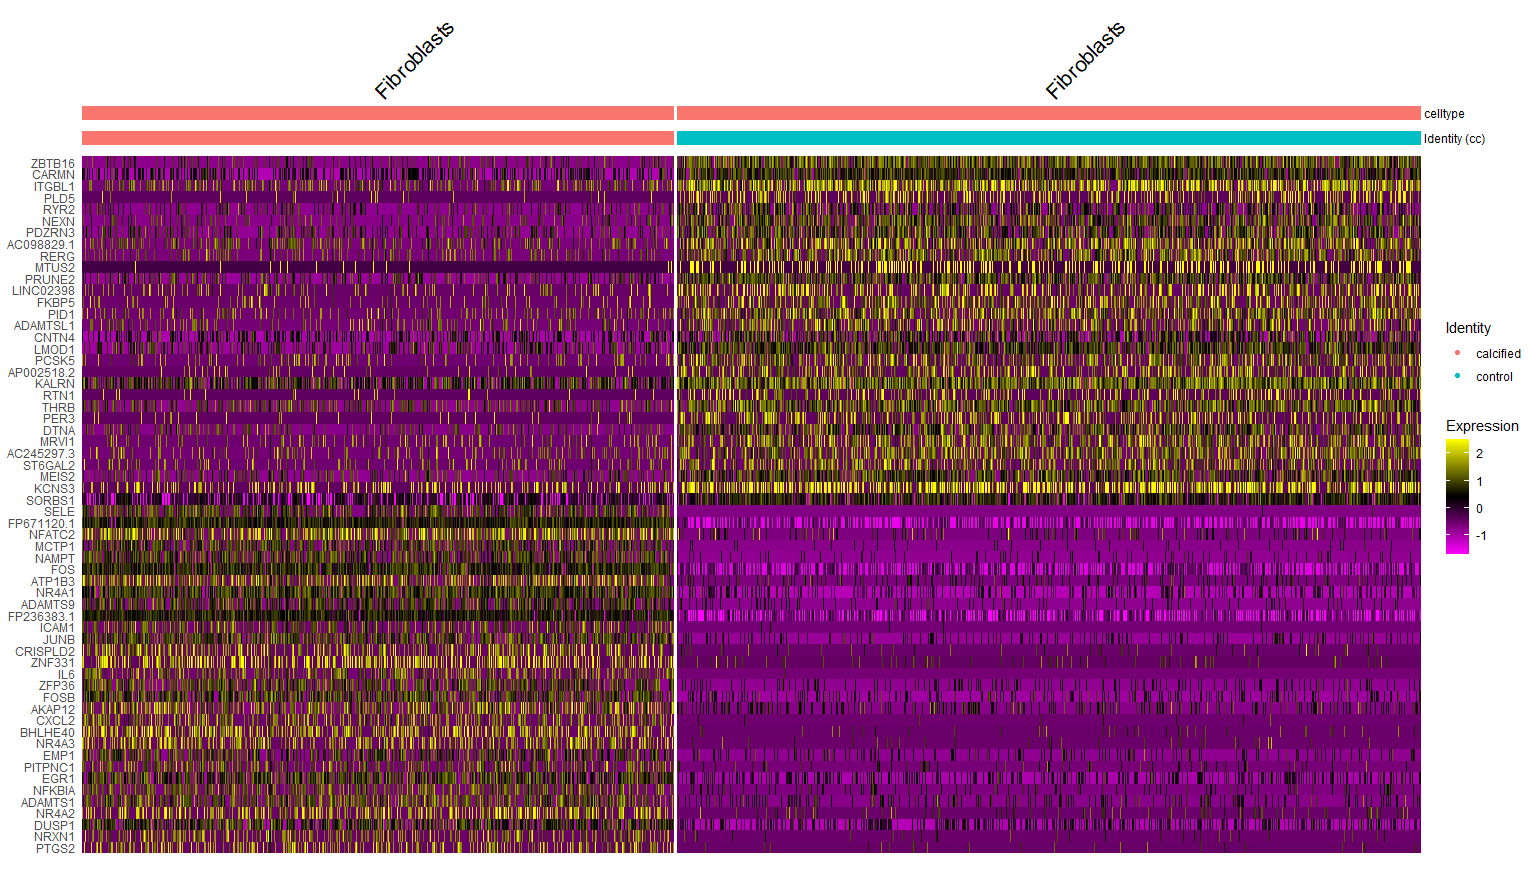 Fibroblasts
Fibroblasts
celltype
Identity (cc)
ZBTB16
CARMN
ITGBL1
PLD5
RYR2
NEXN
PDZRN3
AC098829.1
RERG
MTUS2
PRUNE2
LINC02398
FKBP5
PID1
ADAMTSL1
CNTN4
LMOD1
PCSK5
AP002518.2
KALRN
RTN1
THRB
PER3
DTNA
MRVI1
AC245297.3
ST6GAL2
MEIS2
KCNS3
SORBS1
SELE
FP671120.1
NFATC2
MCTP1
NAMPT
FOS
ATP1B3
NR4A1
ADAMTS9
FP236383.1
ICAM1
JUNB
CRISPLD2
ZNF331
IL6
ZFP36
FOSB
AKAP12
CXCL2
BHLHE40
NR4A3
EMP1
PITPNC1
EGR1
NFKBIA
ADAMTS1
NR4A2
DUSP1
NRXN1
PTGS2
Identity
calcified
control
Expression
2
1
0
-1